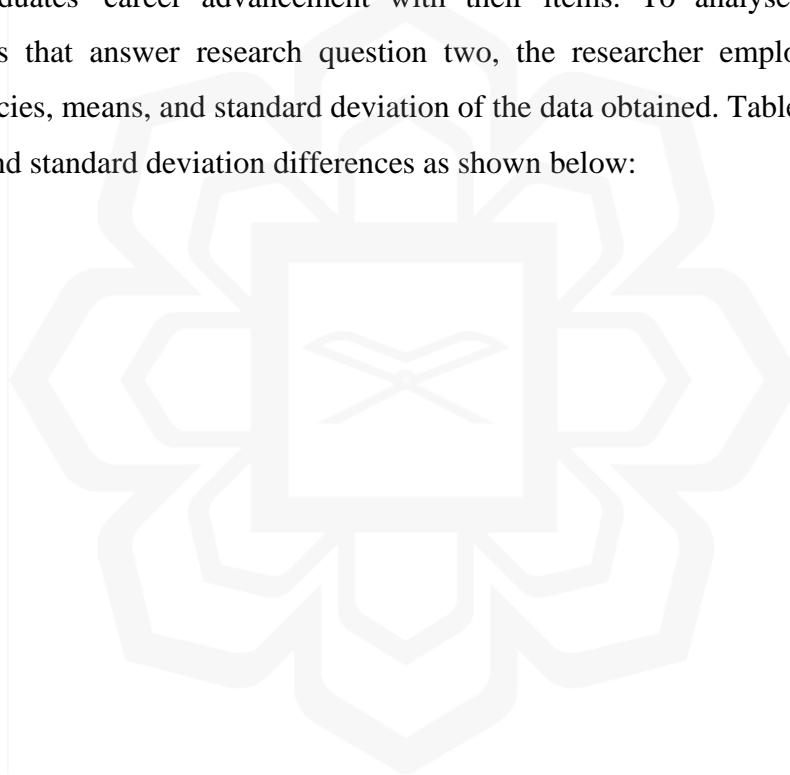 duates' career advancement with their items. To analyse
s that answer research question two, the researcher emplo
cies, means, and standard deviation of the data obtained. Table
nd standard deviation differences as shown below: